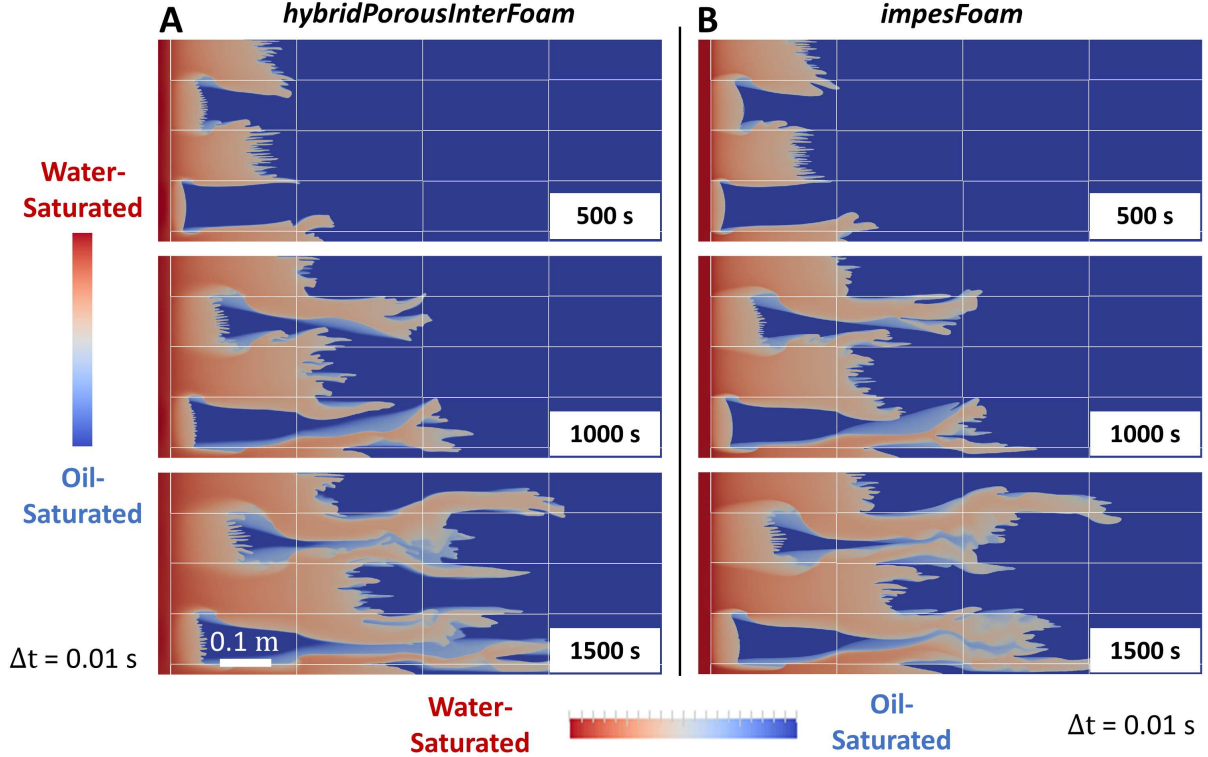 A
hybridPorousInterFoam
B
impesFoam
Water-
Saturated
Oil-
Saturated
500 s
500 s
1000 s
1000 s
0.1 m
1500 s
1500 s
Δt = 0.01 s
Water-
Saturated
Oil-
Saturated
Δt = 0.01 s